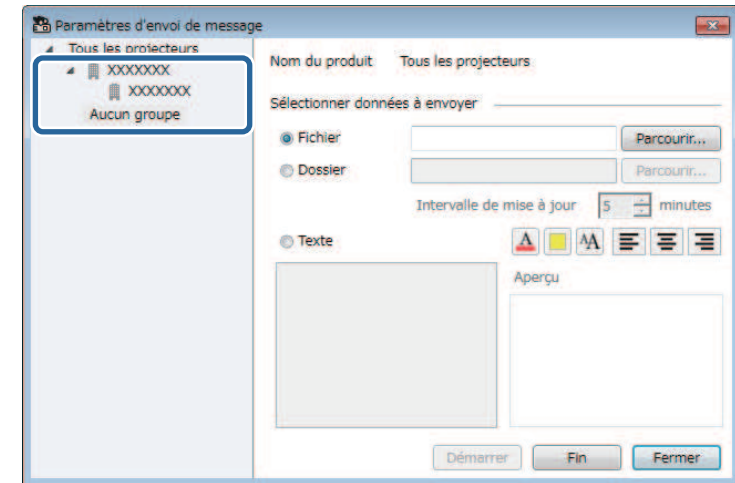 Paramètres d'envoi de message
Tous les projecteurs
XXXXXXX
XXXXXXX
Aucun groupe
Nom du produit Tous les projecteurs
Sélectionner données à envoyer
Fichier Parcourir...
Dossier Parcourir...
Intervalle de mise à jour 5 minutes
Texte A AA
Aperçu
Démarrer Fin Fermer